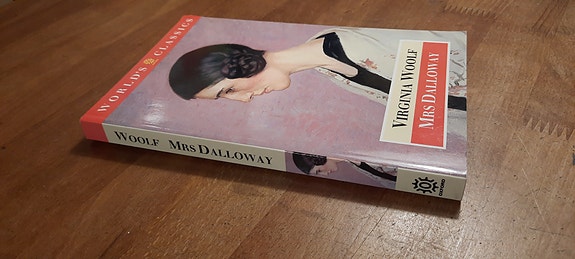 WORLD'S CLASSICS
VIRGINIA WOOLF
MRS DALLOWAY
WOOLF MRS DALLOWAY
OXFORD